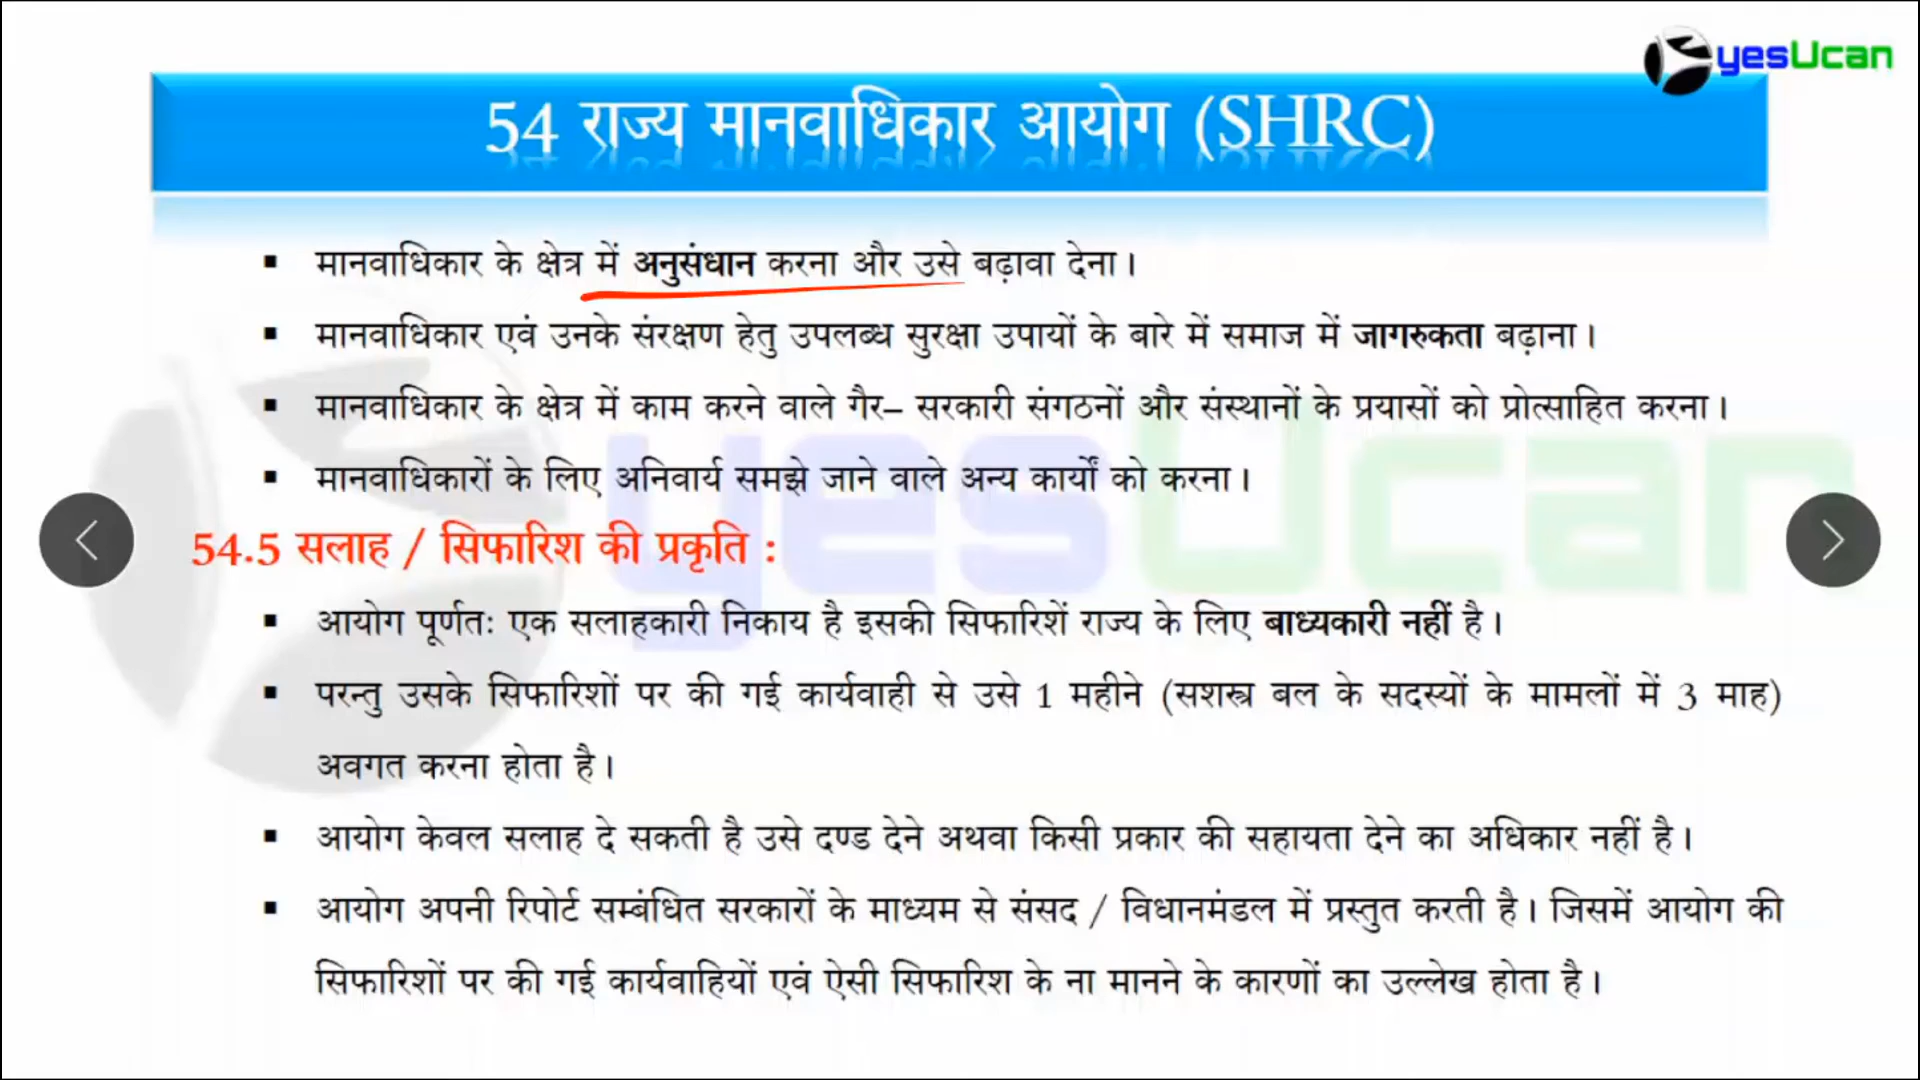 yesUcan
54 राज्य मानवाधिकार आयोग (SHRC)
▪ मानवाधिकार के क्षेत्र में अनुसंधान करना और उसे बढ़ावा देना।
▪ मानवाधिकार एवं उनके संरक्षण हेतु उपलब्ध सुरक्षा उपायों के बारे में समाज में जागरुकता बढ़ाना।
▪ मानवाधिकार के क्षेत्र में काम करने वाले गैर– सरकारी संगठनों और संस्थानों के प्रयासों को प्रोत्साहित करना।
▪ मानवाधिकारों के लिए अनिवार्य समझे जाने वाले अन्य कार्यों को करना।
54.5 सलाह / सिफारिश की प्रकृति :
▪ आयोग पूर्णतः एक सलाहकारी निकाय है इसकी सिफारिशें राज्य के लिए बाध्यकारी नहीं है।
▪ परन्तु उसके सिफारिशों पर की गई कार्यवाही से उसे 1 महीने (सशस्त्र बल के सदस्यों के मामलों में 3 माह)
अवगत करना होता है।
▪ आयोग केवल सलाह दे सकती है उसे दण्ड देने अथवा किसी प्रकार की सहायता देने का अधिकार नहीं है।
▪ आयोग अपनी रिपोर्ट सम्बंधित सरकारों के माध्यम से संसद / विधानमंडल में प्रस्तुत करती है। जिसमें आयोग की
सिफारिशों पर की गई कार्यवाहियों एवं ऐसी सिफारिश के ना मानने के कारणों का उल्लेख होता है।
yesUcan